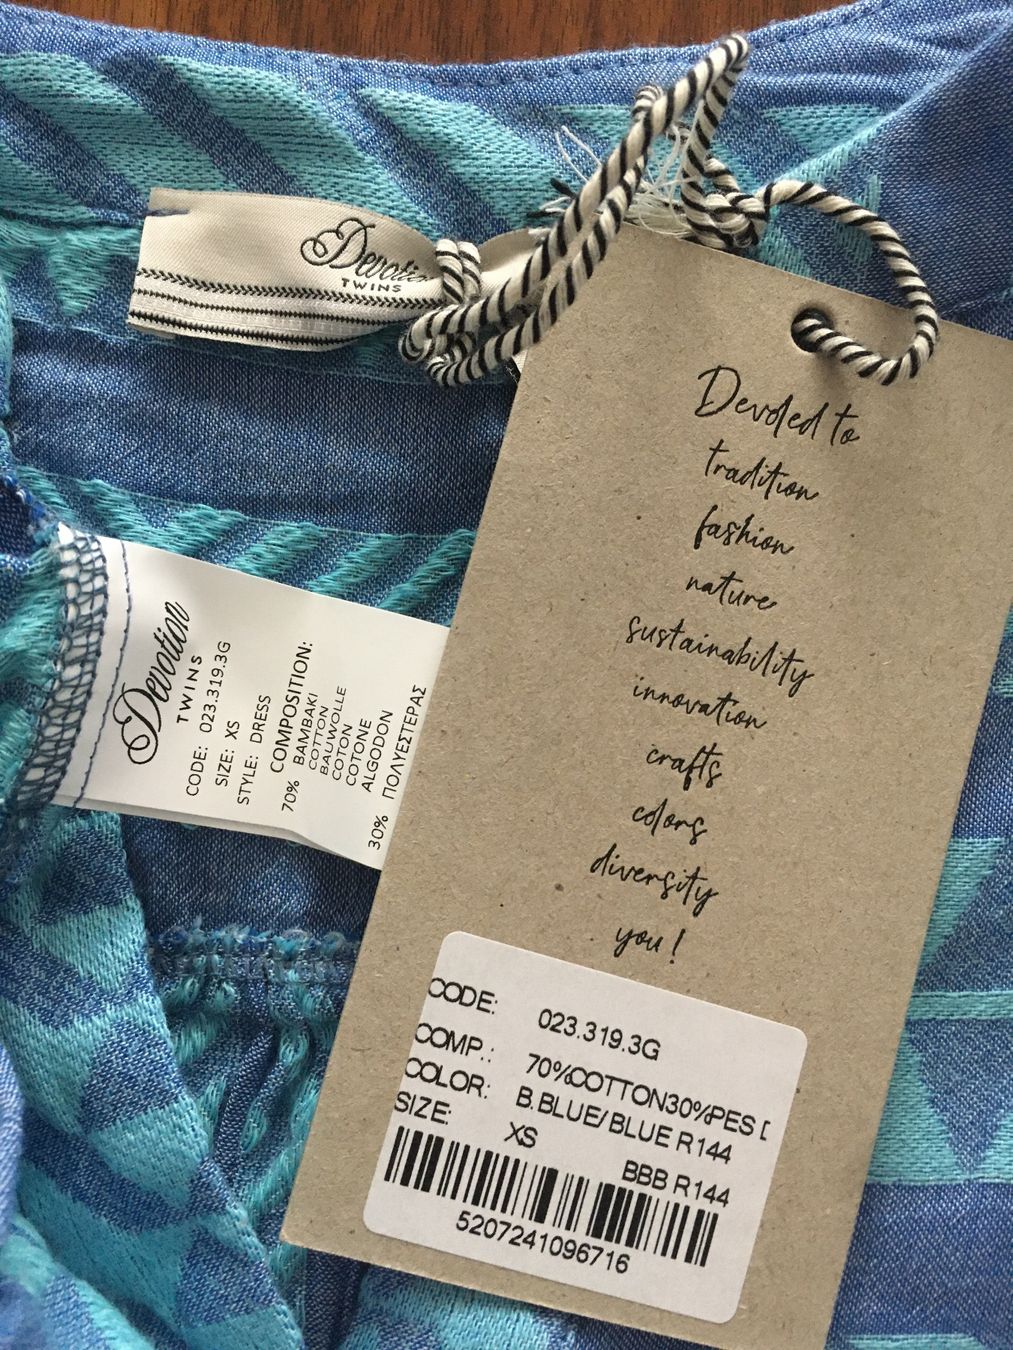 Devotion
TWINS
Devoted to
tradition
fashion
nature
sustainability
innovation
crafts
colors
diversity
you!
Devotion
TWINS
CODE: 023.319.3G
SIZE: XS
STYLE: DRESS
COMPOSITION:
70% BAMBAKI
COTTON
BAUWOLLE
COTON
COTONE
ALGODON
30% ΠΟΛΥΕΣΤΕΡΑΣ
CODE: 023.319.3G
COMP.: 70%COTTON30%PES
COLOR: B.BLUE/BLUE R144
SIZE: XS
BBB R144
5207241096716